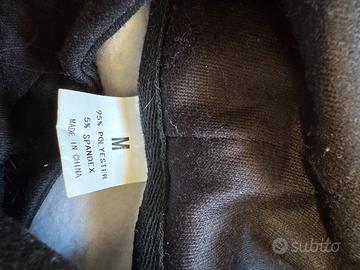 M
95% POLYESTER
5% SPANDEX
MADE IN CHINA
subito